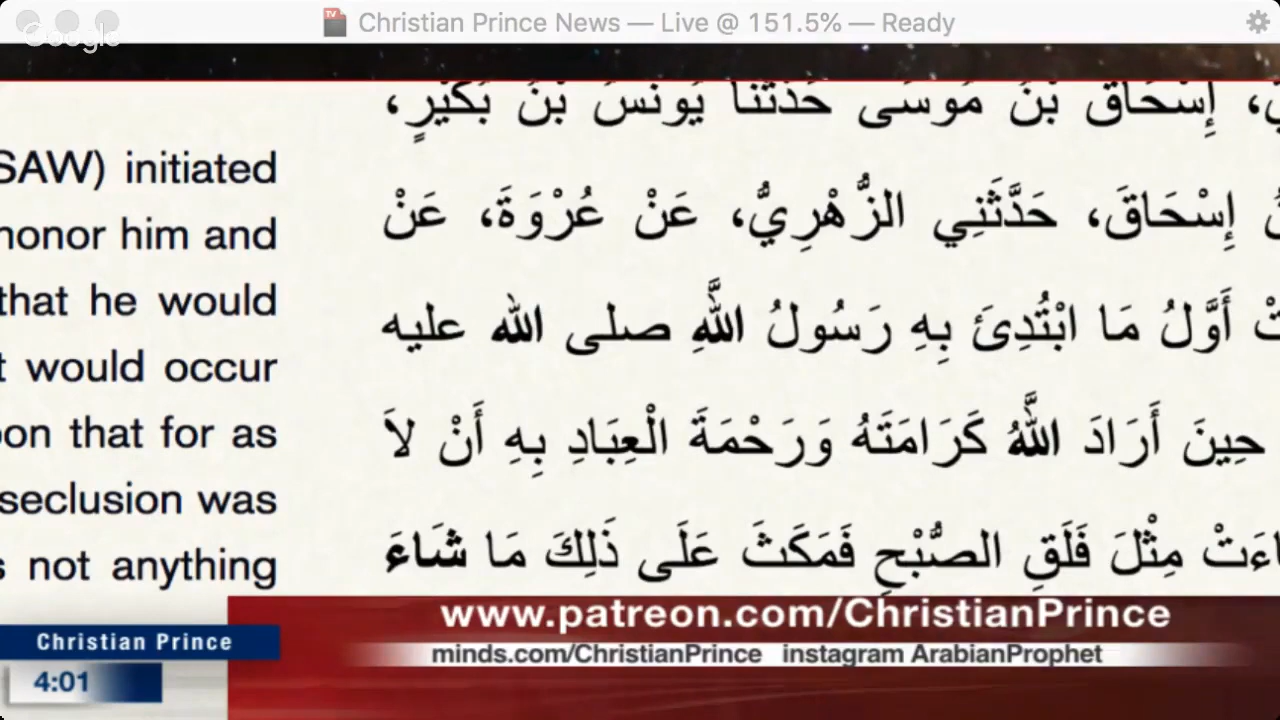 Christian Prince News — Live @ 151.5% — Ready
Google
إِسْحَاقُ بْنُ مُوسَى حَدَّثَنَا يُونُسُ بْنُ بُكَيْرٍ،
إِسْحَاقَ، حَدَّثَنِي الزُّهْرِيُّ، عَنْ عُرْوَةَ، عَنْ
أَوَّلُ مَا ابْتُدِئَ بِهِ رَسُولُ اللَّهِ صلى الله عليه
حِينَ أَرَادَ اللَّهُ كَرَامَتَهُ وَرَحْمَةَ الْعِبَادِ بِهِ أَنْ لاَ
مِثْلَ فَلَقِ الصُّبْحِ فَمَكَثَ عَلَى ذَلِكَ مَا شَاءَ
SAW) initiated
honor him and
that he would
would occur
that for as
seclusion was
not anything
www.patreon.com/ChristianPrince
minds.com/ChristianPrince instagram ArabianProphet
Christian Prince
4:01